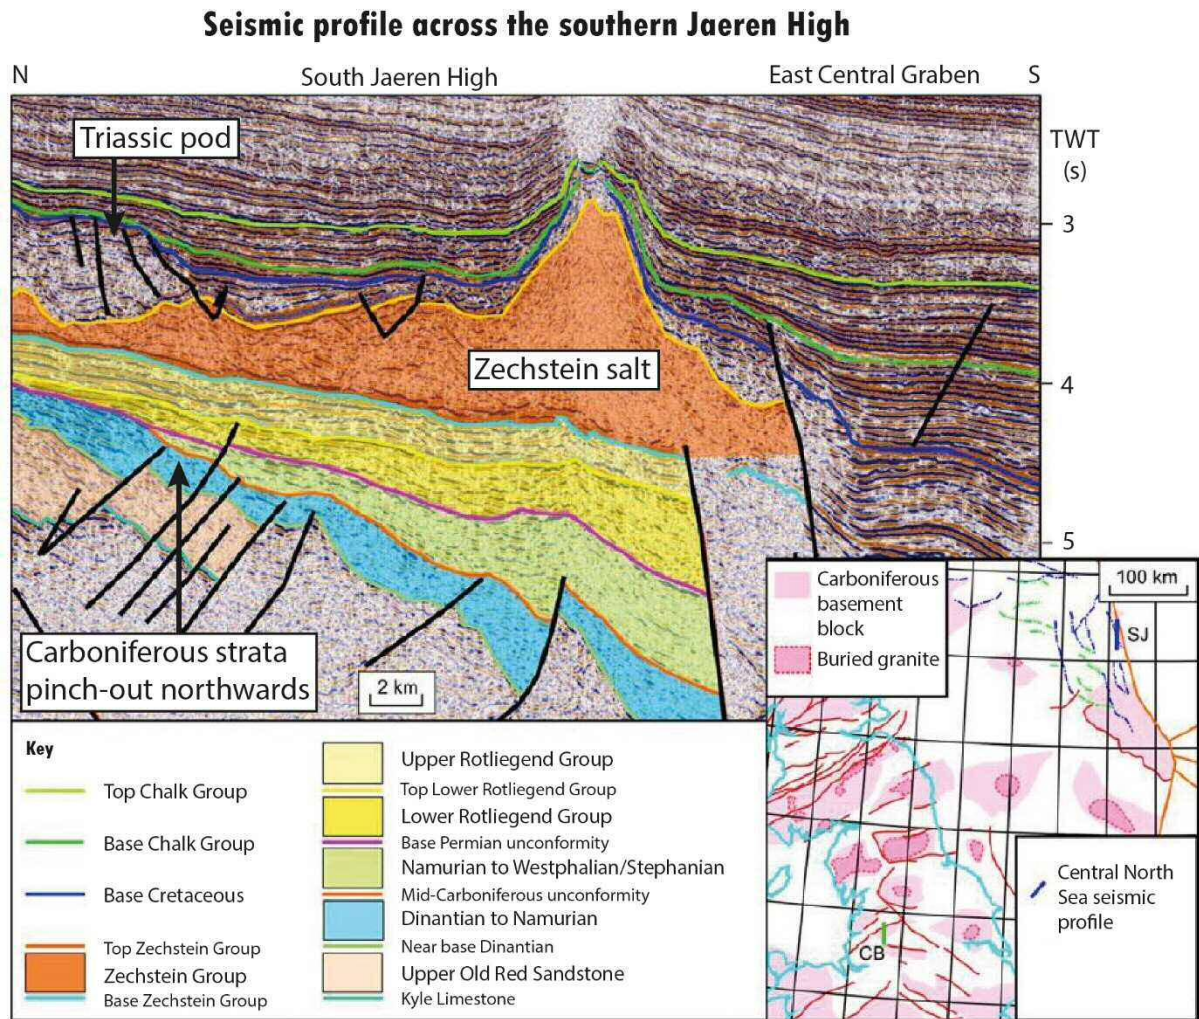 Seismic profile across the southern Jaeren High
N
South Jaeren High
East Central Graben
S
Triassic pod
TWT
(s)
3
Zechstein salt
4
5
Carboniferous strata
pinch-out northwards
2 km
Carboniferous
basement
block
Buried granite
100 km
SJ
CB
Central North
Sea seismic
profile
Key
Top Chalk Group
Base Chalk Group
Base Cretaceous
Top Zechstein Group
Zechstein Group
Base Zechstein Group
Upper Rotliegend Group
Top Lower Rotliegend Group
Lower Rotliegend Group
Base Permian unconformity
Namurian to Westphalian/Stephanian
Mid-Carboniferous unconformity
Dinantian to Namurian
Near base Dinantian
Upper Old Red Sandstone
Kyle Limestone